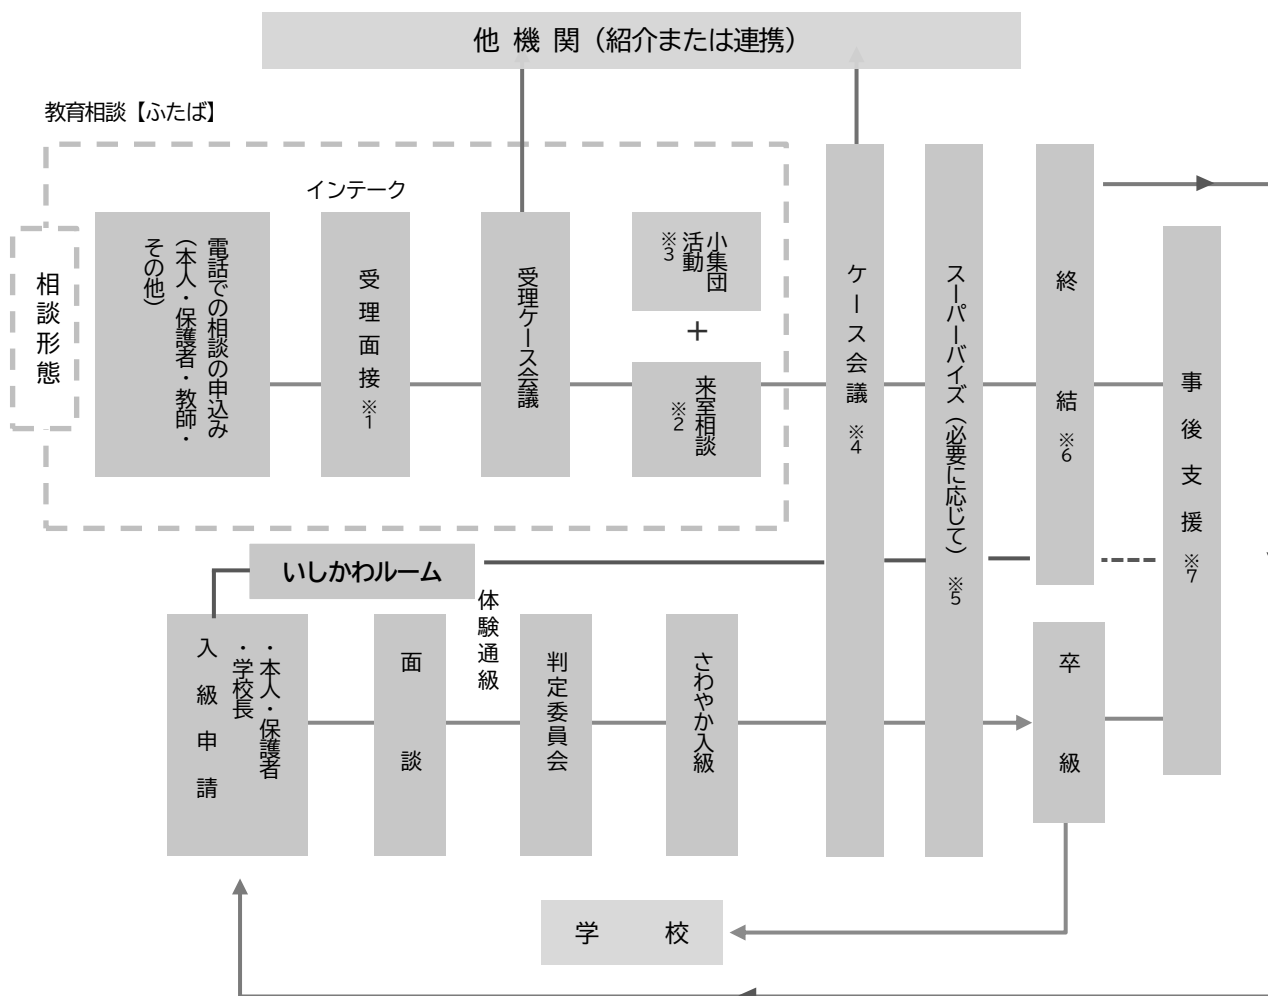 他機関（紹介または連携）
教育相談【ふたば】
インテーク
相談形態
電話での相談の申込み
（本人・保護者・教師・
その他）
受理面接※1
受理ケース会議
小集団
活動
※3
＋
来室相談
※2
ケース会議※4
スーパーバイズ（必要に応じて）※5
終結※6
事後支援※7
いしかわルーム
入級申請
・本人・保護者
・学校長
面談
体験通級
判定委員会
さわやか入級
卒級
学校